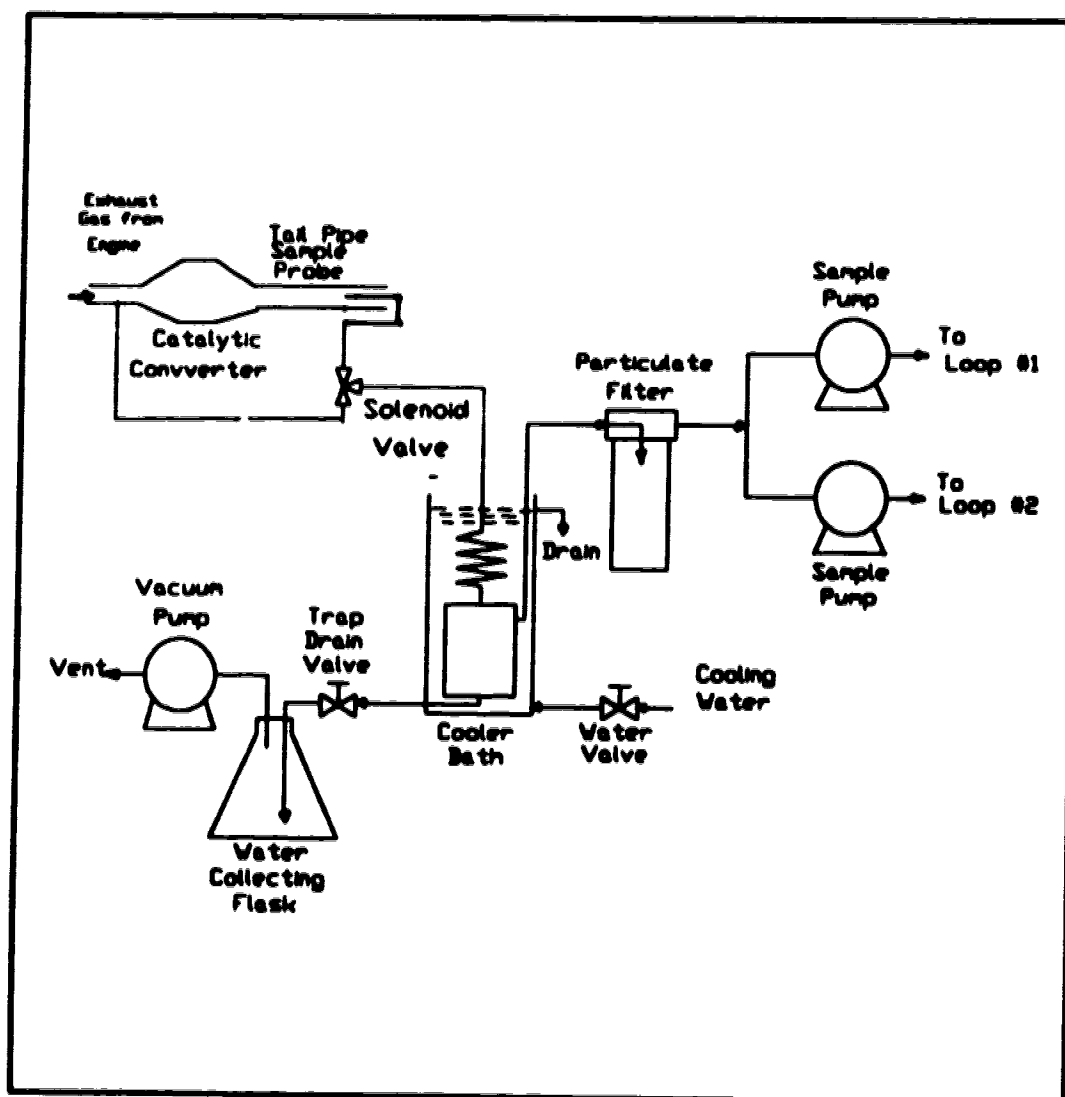 Exhaust
Gas from
Engine
Tail Pipe
Sample
Probe
Catalytic
Convverter
Solenoid
Valve
Particulate
Filter
Sample
Pump
To
Loop #1
To
Loop #2
Sample
Pump
Drain
Vacuum
Pump
Vent
Trap
Drain
Valve
Cooling
Water
Cooler
Bath
Water
Valve
Water
Collecting
Flask